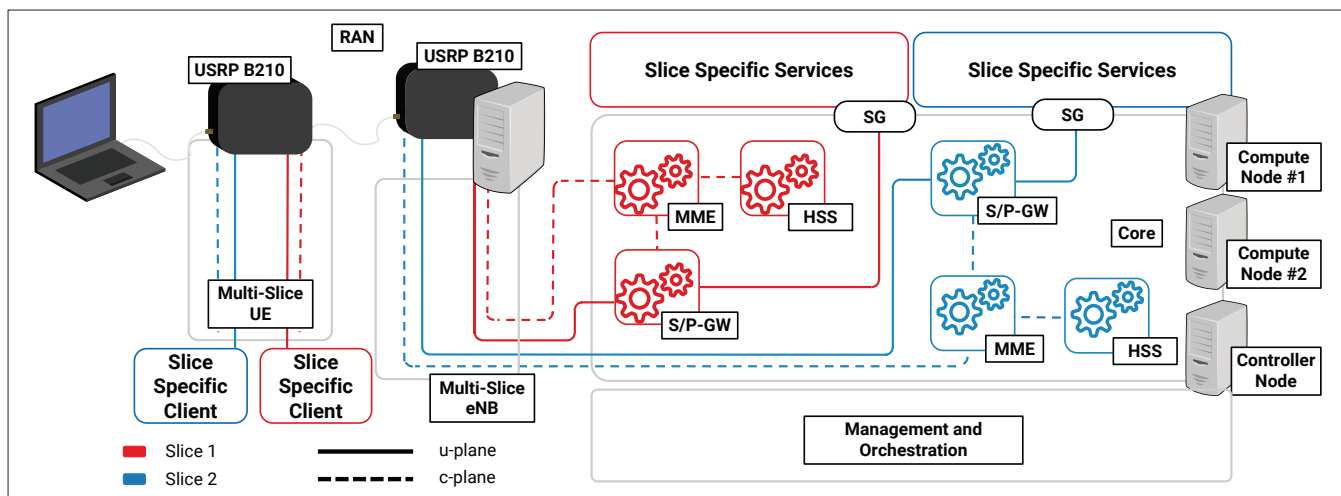 RAN
USRP B210
USRP B210
Slice Specific Services
Slice Specific Services
SG
SG
Compute
Node #1
MME
HSS
S/P-GW
Core
Compute
Node #2
Multi-Slice
UE
S/P-GW
MME
HSS
Controller
Node
Slice
Specific
Client
Slice
Specific
Client
Multi-Slice
eNB
Management and
Orchestration
Slice 1
u-plane
Slice 2
c-plane